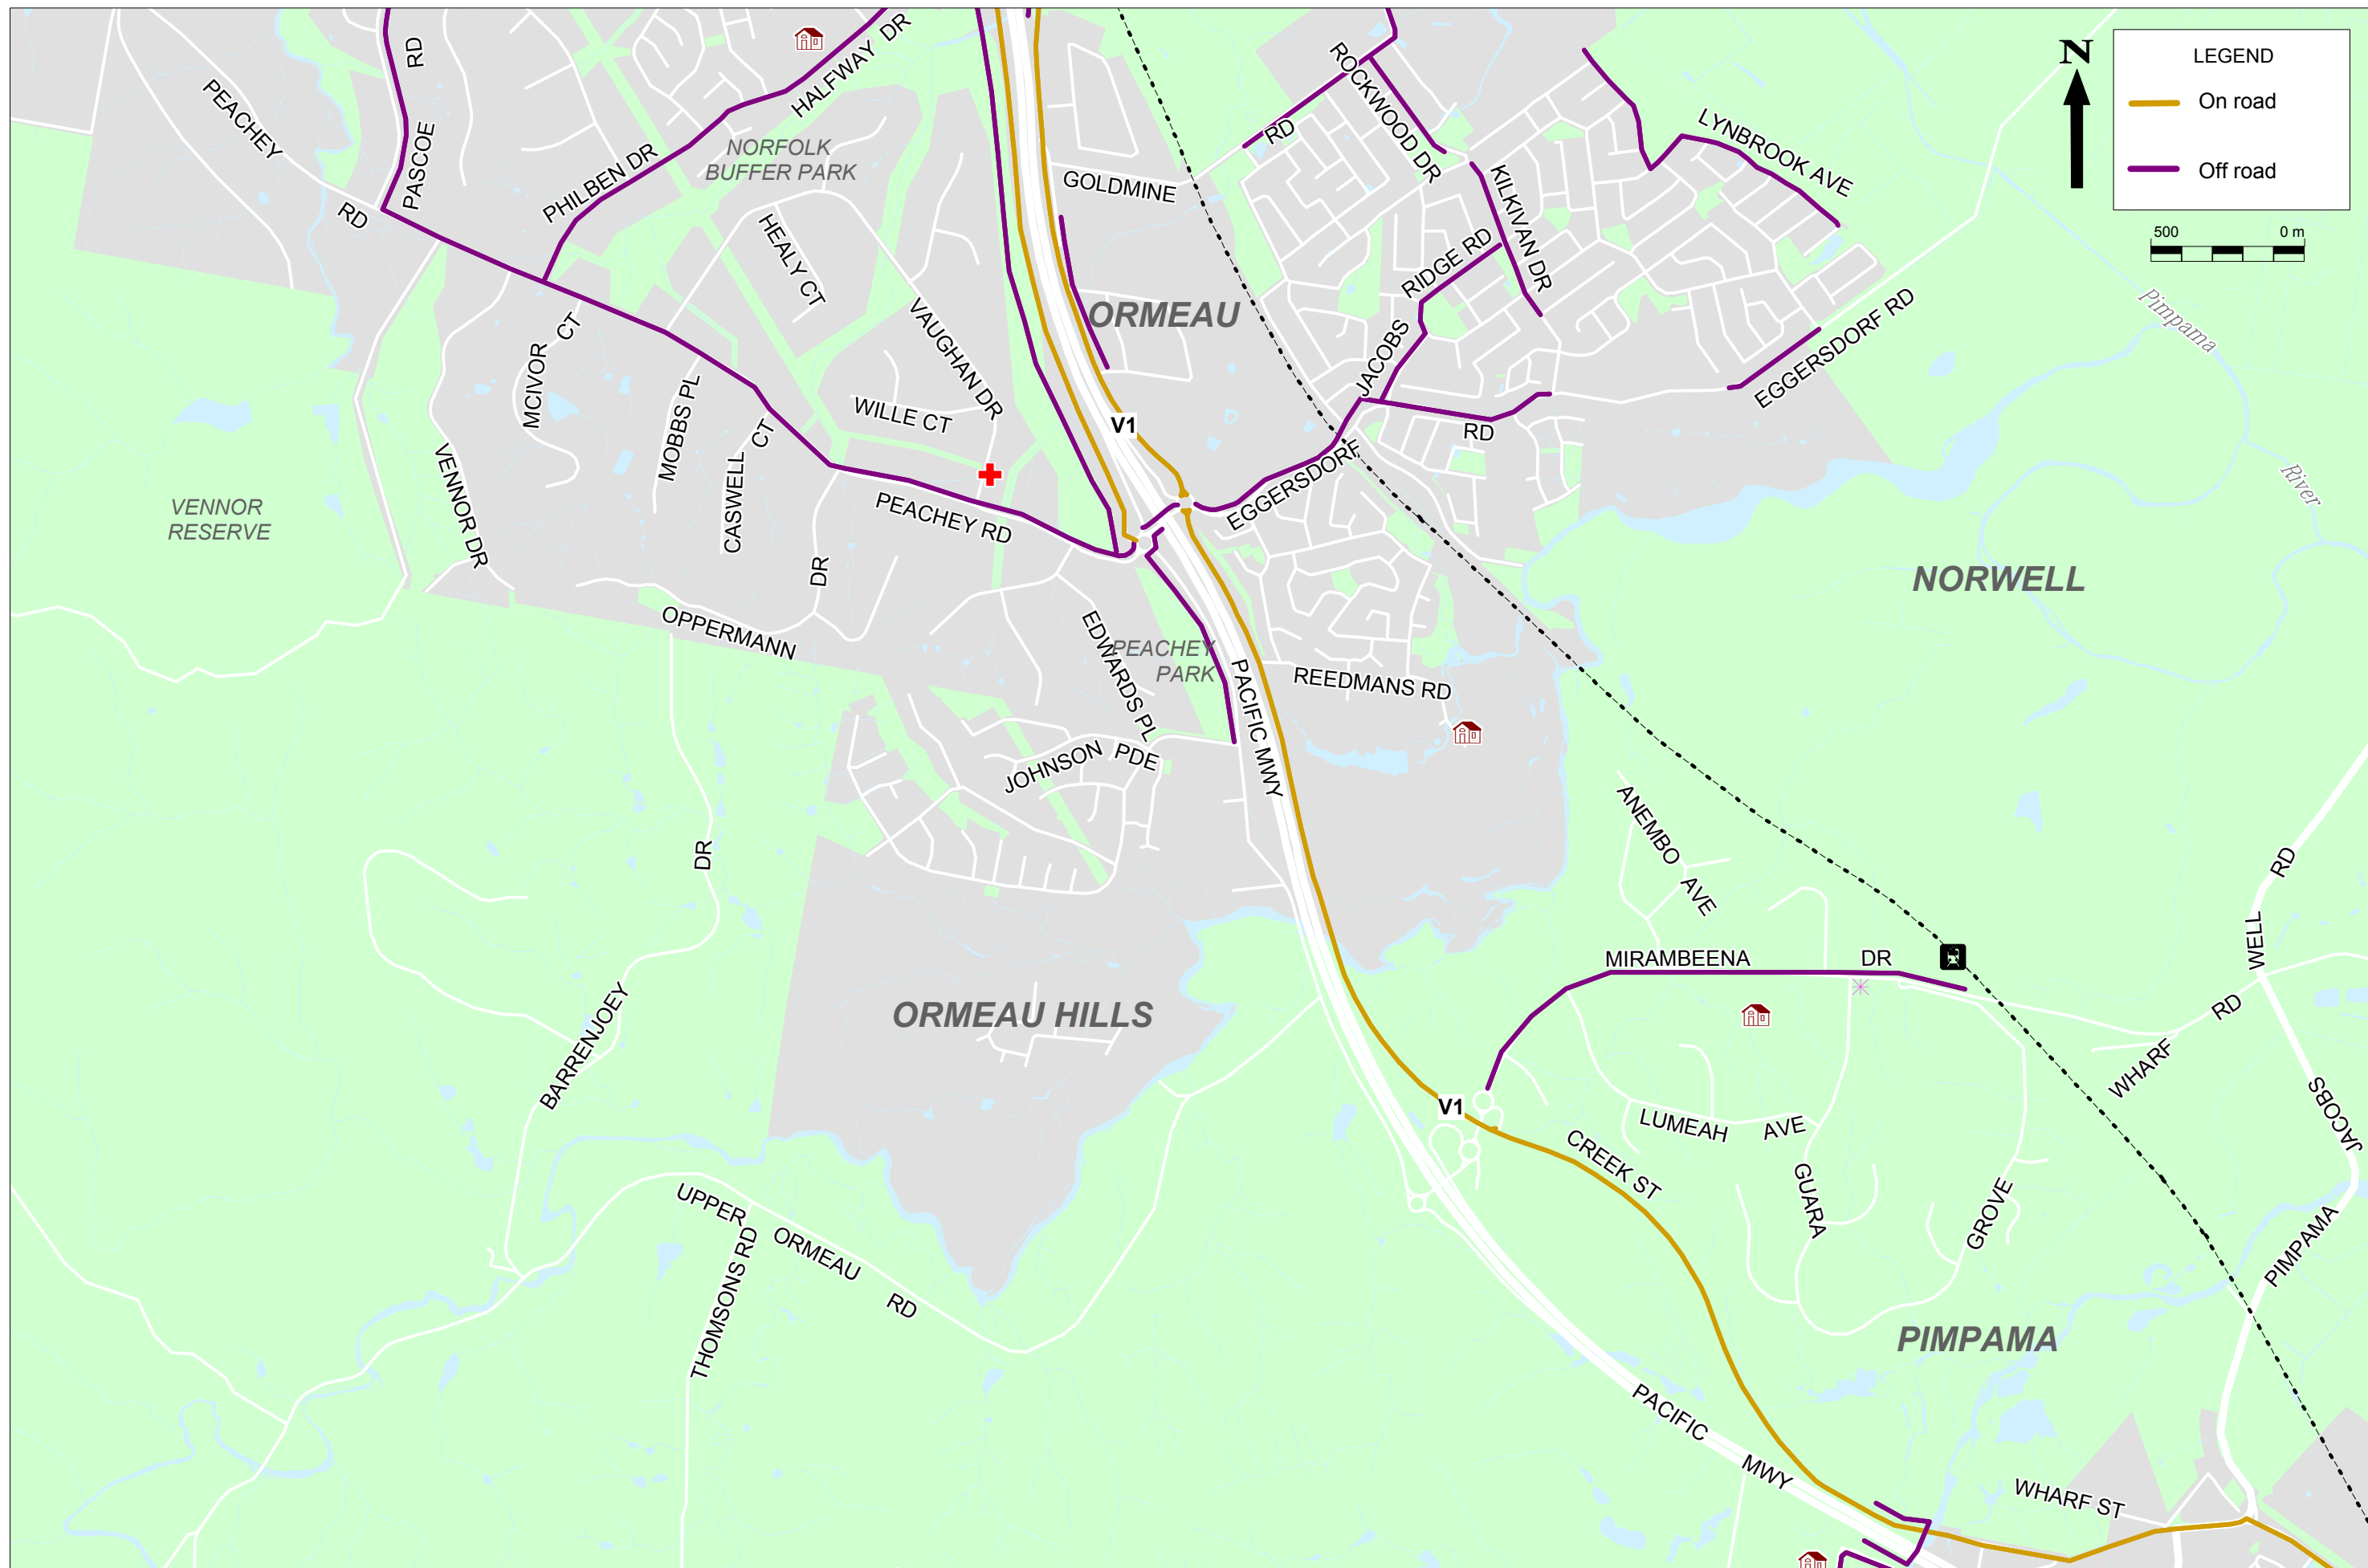 LEGEND
On road
Off road
N
500
0 m
RD
PEACHEY
RD
PASCOE
HALFWAY DR
PHILBEN DR
NORFOLK
BUFFER PARK
GOLDMINE
RD
ROCKWOOD DR
LYNBROOK AVE
KILKIVAN DR
RIDGE RD
JACOBS
HEALY CT
VAUGHAN DR
ORMEAU
EGGERSDORF RD
Pimpama
River
MCIVOR
CT
MOBBS PL
CASWELL
CT
WILLE CT
V1
RD
EGGERSDORF
VENNOR
RESERVE
VENNOR DR
PEACHEY RD
DR
OPPERMANN
EDWARDS PL
PEACHEY
PARK
PACIFIC MWY
REEDMANS RD
NORWELL
JOHNSON
PDE
DR
ANEMBO
AVE
MIRAMBEENA
DR
WELL
RD
RD
WHARF
JACOBS
PIMPAMA
BARRENJOEY
ORMEAU HILLS
V1
LUMEAH
AVE
CREEK ST
GUARA
GROVE
UPPER
ORMEAU
RD
THOMSONS RD
PIMPAMA
PACIFIC
MWY
WHARF ST